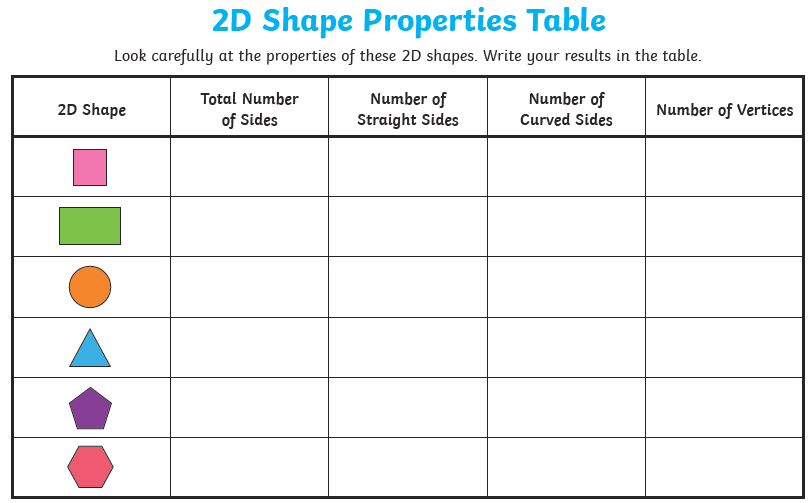 2D Shape Properties Table
Look carefully at the properties of these 2D shapes. Write your results in the table.
2D Shape
Total Number
of Sides
Number of
Straight Sides
Number of
Curved Sides
Number of Vertices